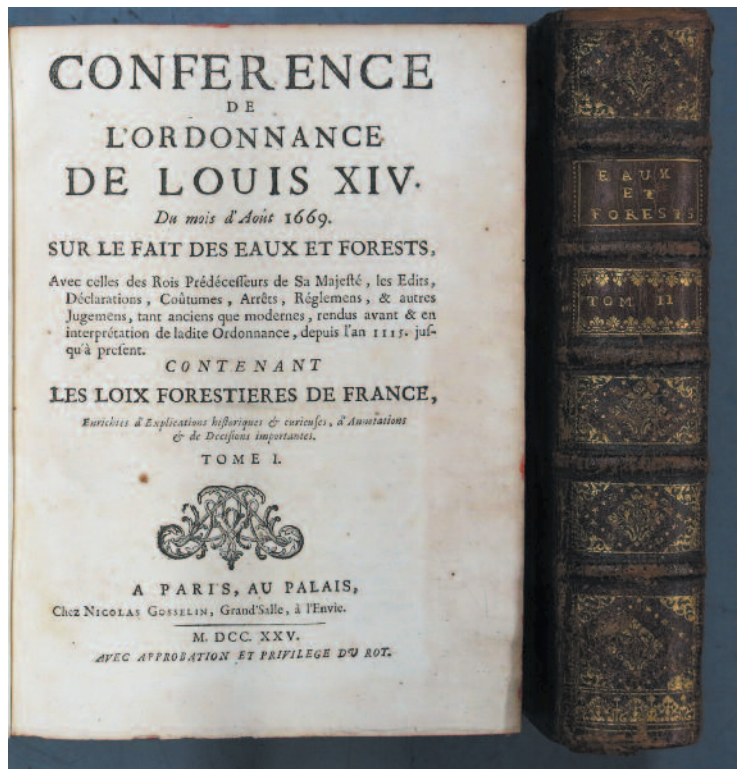 CONFERENCE
DE
L'ORDONNANCE
DE LOUIS XIV.
Du mois d'Août 1669.
SUR LE FAIT DES EAUX ET FORESTS,
Avec celles des Rois Prédécesseurs de Sa Majesté, les Edits,
Déclarations, Coûtumes, Arrêts, Réglemens, & autres
Jugemens, tant anciens que modernes, rendus avant & en
interprétation de ladite Ordonnance, depuis l'an 1115. jus-
qu'à present.
CONTENANT
LES LOIX FORESTIERES DE FRANCE,
Enrichies d'Explications historiques & curieuses, d'Annotations
& de Decisions importantes.
TOME I.
A PARIS, AU PALAIS,
Chez NICOLAS GOSSELIN, Grand'Salle, à l'Envie.
M. DCC. XXV.
AVEC APPROBATION ET PRIVILEGE DU ROY.
EAUX
ET
FORESTS
TOM II